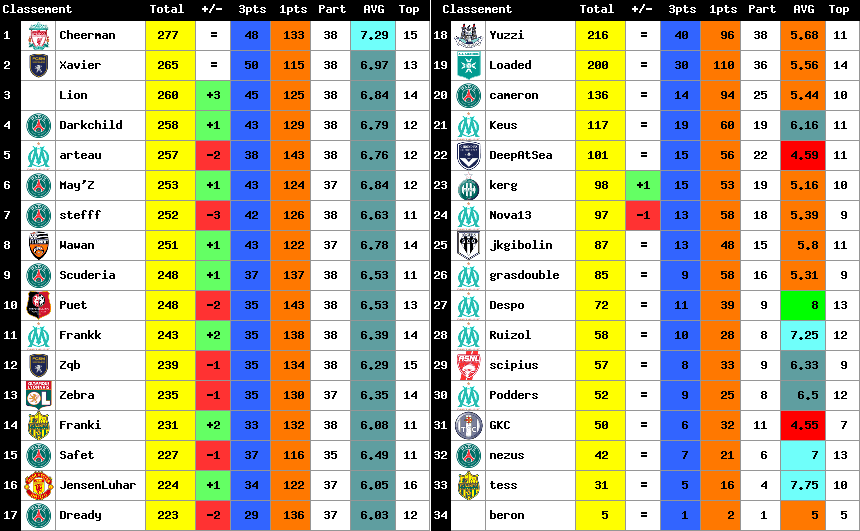 Classement Total +/- 3pts 1pts Part AVG Top
1 Cheerman 277 = 48 133 38 7.29 15
2 Xavier 265 = 50 115 38 6.97 13
3 Lion 260 +3 45 125 38 6.84 14
4 Darkchild 258 +1 43 129 38 6.79 12
5 arteau 257 -2 38 143 38 6.76 12
6 May'Z 253 +1 43 124 37 6.84 12
7 stefff 252 -3 42 126 38 6.63 11
8 Wawan 251 +1 43 122 37 6.78 14
9 Scuderia 248 +1 37 137 38 6.53 11
10 Puet 248 -2 35 143 38 6.53 13
11 Frankk 243 +2 35 138 38 6.39 14
12 Zqb 239 -1 35 134 38 6.29 15
13 Zebra 235 -1 35 130 37 6.35 14
14 Franki 231 +2 33 132 38 6.08 11
15 Safet 227 -1 37 116 35 6.49 11
16 JensenLuhar 224 +1 34 122 37 6.05 16
17 Dready 223 -2 29 136 37 6.03 12
Classement Total +/- 3pts 1pts Part AVG Top
18 Yuzzi 216 = 40 96 38 5.68 11
19 Loaded 200 = 30 110 36 5.56 14
20 cameron 136 = 14 94 25 5.44 10
21 Keus 117 = 19 60 19 6.16 11
22 DeepAtSea 101 = 15 56 22 4.59 11
23 kerg 98 +1 15 53 19 5.16 10
24 Nova13 97 -1 13 58 18 5.39 9
25 jkgibolin 87 = 13 48 15 5.8 11
26 grasdouble 85 = 9 58 16 5.31 9
27 Despo 72 = 11 39 9 8 13
28 Ruizol 58 = 10 28 8 7.25 12
29 scipius 57 = 8 33 9 6.33 9
30 Podders 52 = 9 25 8 6.5 12
31 GKC 50 = 6 32 11 4.55 7
32 nezus 42 = 7 21 6 7 13
33 tess 31 = 5 16 4 7.75 10
34 beron 5 = 1 2 1 5 5